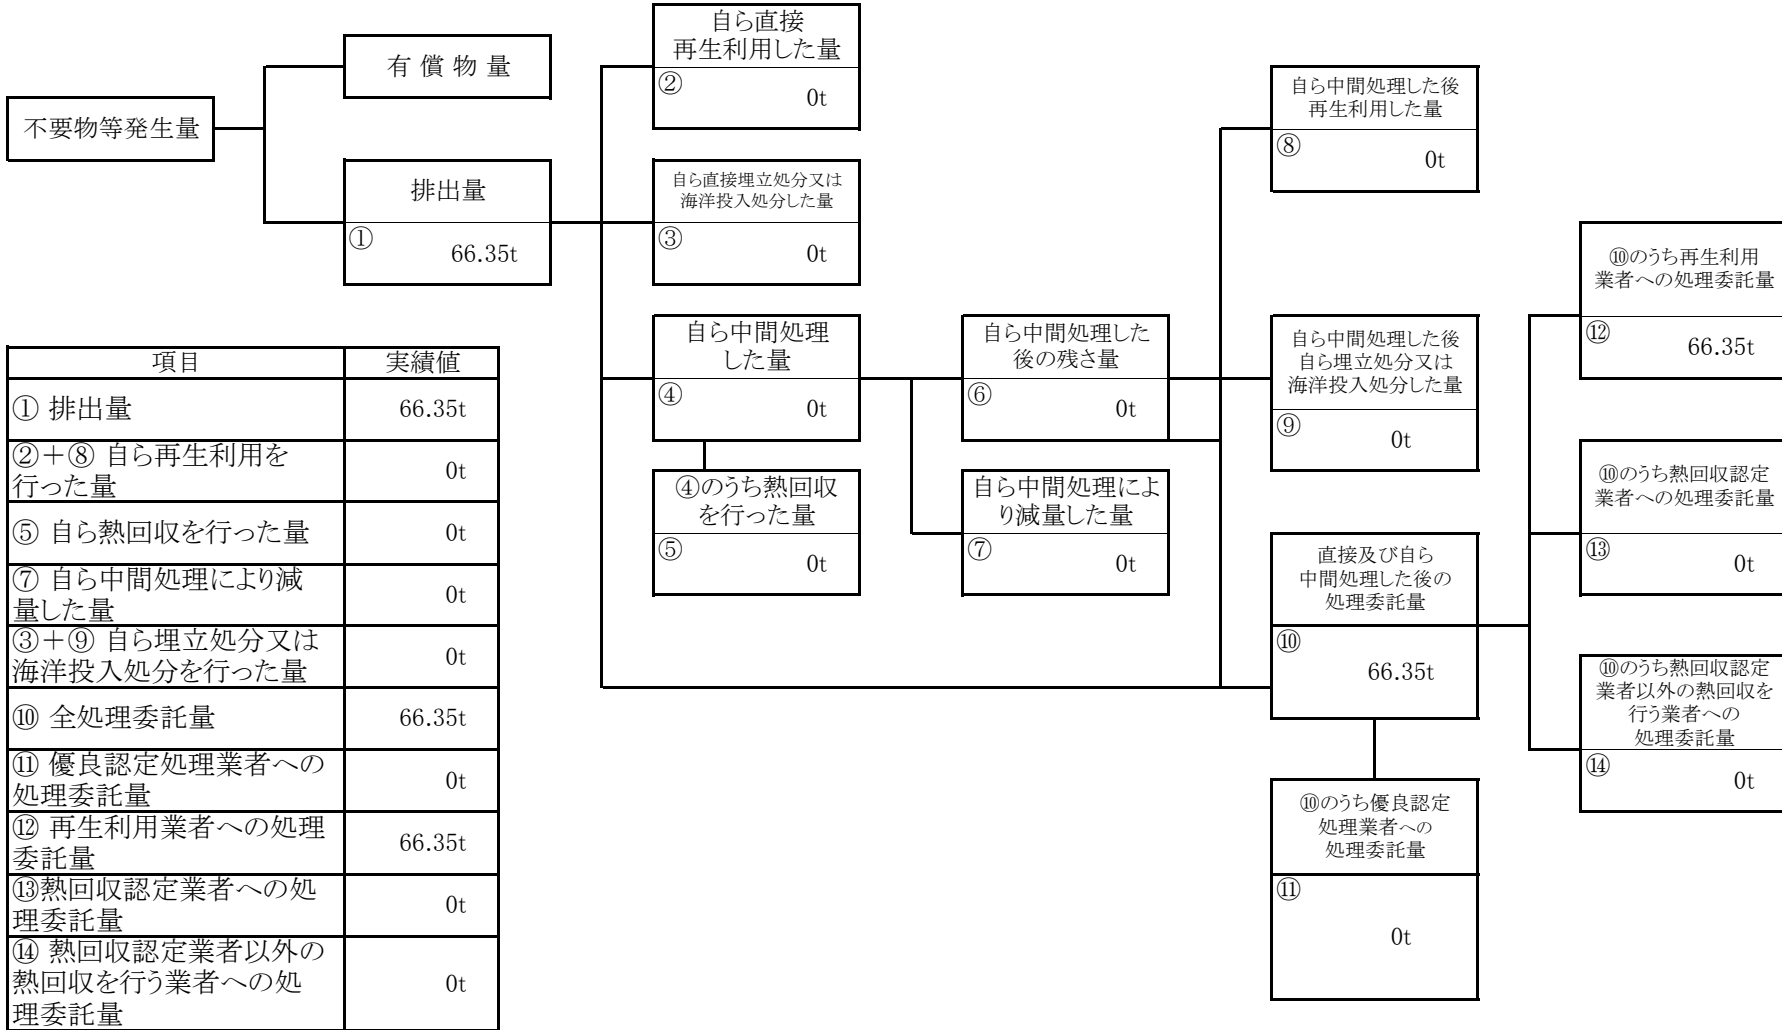 不要物等発生量
有 償 物 量
排出量
①
66.35t
自ら直接
再生利用した量
②
0t
自ら直接埋立処分又は
海洋投入処分した量
③
0t
自ら中間処理
した量
④
0t
④のうち熱回収
を行った量
⑤
0t
自ら中間処理した
後の残さ量
⑥
0t
自ら中間処理によ
り減量した量
⑦
0t
自ら中間処理した後
再生利用した量
⑧
0t
自ら中間処理した後
自ら埋立処分又は
海洋投入処分した量
⑨
0t
直接及び自ら
中間処理した後の
処理委託量
⑩
66.35t
⑩のうち優良認定
処理業者への
処理委託量
⑪
0t
⑩のうち再生利用
業者への処理委託量
⑫
66.35t
⑩のうち熱回収認定
業者への処理委託量
⑬
0t
⑩のうち熱回収認定
業者以外の熱回収を
行う業者への
処理委託量
⑭
0t
項目 実績値
① 排出量 66.35t
②＋⑧ 自ら再生利用を
行った量 0t
⑤ 自ら熱回収を行った量 0t
⑦ 自ら中間処理により減
量した量 0t
③＋⑨ 自ら埋立処分又は
海洋投入処分を行った量 0t
⑩ 全処理委託量 66.35t
⑪ 優良認定処理業者への
処理委託量 0t
⑫ 再生利用業者への処理
委託量 66.35t
⑬熱回収認定業者への処
理委託量 0t
⑭ 熱回収認定業者以外の
熱回収を行う業者への処
理委託量 0t